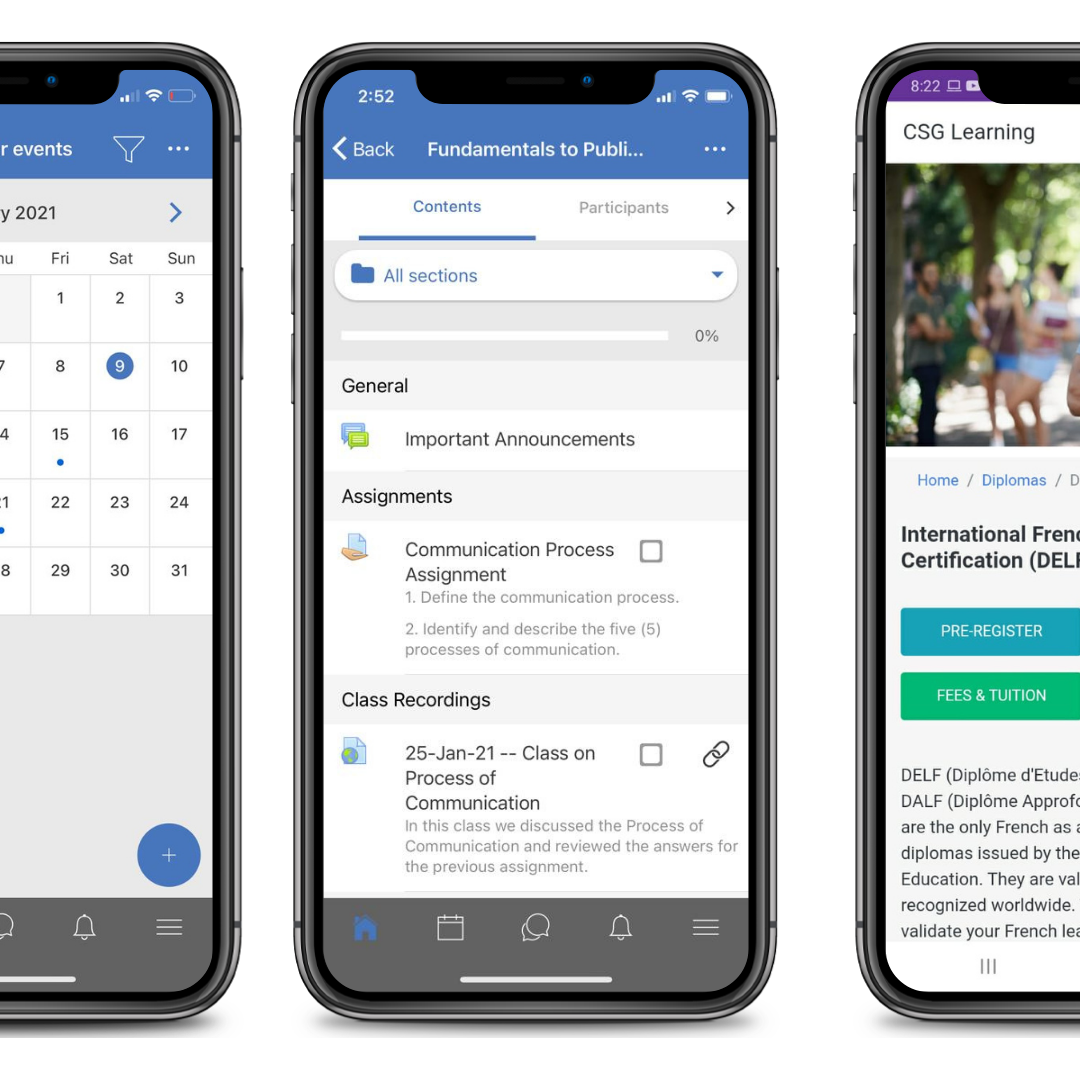 r events
y 2021
Fri Sat Sun
1 2 3
8 9 10
15 16 17
22 23 24
29 30 31
+
2:52
Back Fundamentals to Publi... ...
Contents Participants
All sections
0%
General
Important Announcements
Assignments
Communication Process
Assignment
1. Define the communication process.
2. Identify and describe the five (5)
processes of communication.
Class Recordings
25-Jan-21 -- Class on
Process of
Communication
In this class we discussed the Process of
Communication and reviewed the answers for
the previous assignment.
8:22
CSG Learning
Home / Diplomas / D
International Frenc
Certification (DELF
PRE-REGISTER
FEES & TUITION
DELF (Diplôme d'Etudes
DALF (Diplôme Approfo
are the only French as a
diplomas issued by the
Education. They are val
recognized worldwide.
validate your French lea